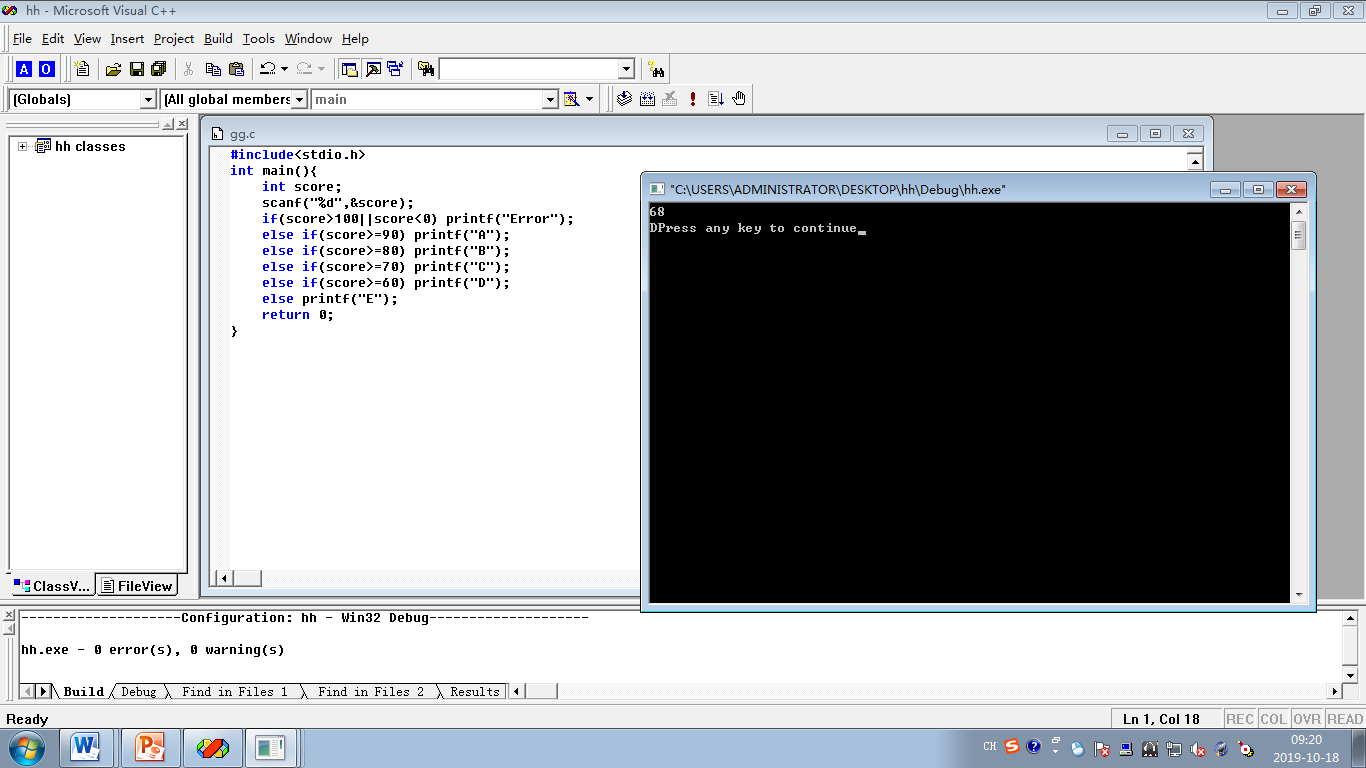 hh - Microsoft Visual C++
File Edit View Insert Project Build Tools Window Help
A O
(Globals) (All global members main
hh classes
gg.c
#include<stdio.h>
int main(){
    int score;
    scanf("%d",&score);
    if(score>100||score<0) printf("Error");
    else if(score>=90) printf("A");
    else if(score>=80) printf("B");
    else if(score>=70) printf("C");
    else if(score>=60) printf("D");
    else printf("E");
    return 0;
}
"C:\USERS\ADMINISTRATOR\DESKTOP\hh\Debug\hh.exe"
68
DPress any key to continue_
ClassV... FileView
--------------------Configuration: hh - Win32 Debug--------------------
hh.exe - 0 error(s), 0 warning(s)
Build Debug Find in Files 1 Find in Files 2 Results
Ready Ln 1, Col 18 REC COL OVR READ
CH 09:20
2019-10-18